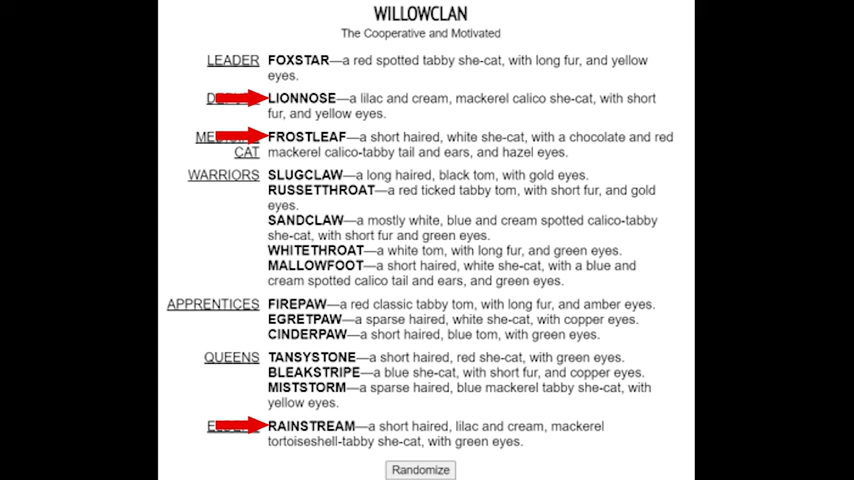 WILLOWCLAN
The Cooperative and Motivated
LEADER FOXSTAR—a red spotted tabby she-cat, with long fur, and yellow
eyes.
LIONNOSE—a lilac and cream, mackerel calico she-cat, with short
fur, and yellow eyes.
FROSTLEAF—a short haired, white she-cat, with a chocolate and red
CAT mackerel calico-tabby tail and ears, and hazel eyes.
WARRIORS SLUGCLAW—a long haired, black tom, with gold eyes.
RUSSETTHROAT—a red ticked tabby tom, with short fur, and gold
eyes.
SANDCLAW—a mostly white, blue and cream spotted calico-tabby
she-cat, with short fur and green eyes.
WHITETHROAT—a white tom, with long fur, and green eyes.
MALLOWFOOT—a short haired, white she-cat, with a blue and
cream spotted calico tail and ears, and green eyes.
APPRENTICES FIREPAW—a red classic tabby tom, with long fur, and amber eyes.
EGRETPAW—a sparse haired, white she-cat, with copper eyes.
CINDERPAW—a short haired, blue tom, with green eyes.
QUEENS TANSYSTONE—a short haired, red she-cat, with green eyes.
BLEAKSTRIPE—a blue she-cat, with short fur, and copper eyes.
MISTSTORM—a sparse haired, blue mackerel tabby she-cat, with
yellow eyes.
RAINSTREAM—a short haired, lilac and cream, mackerel
tortoiseshell-tabby she-cat, with green eyes.
Randomize